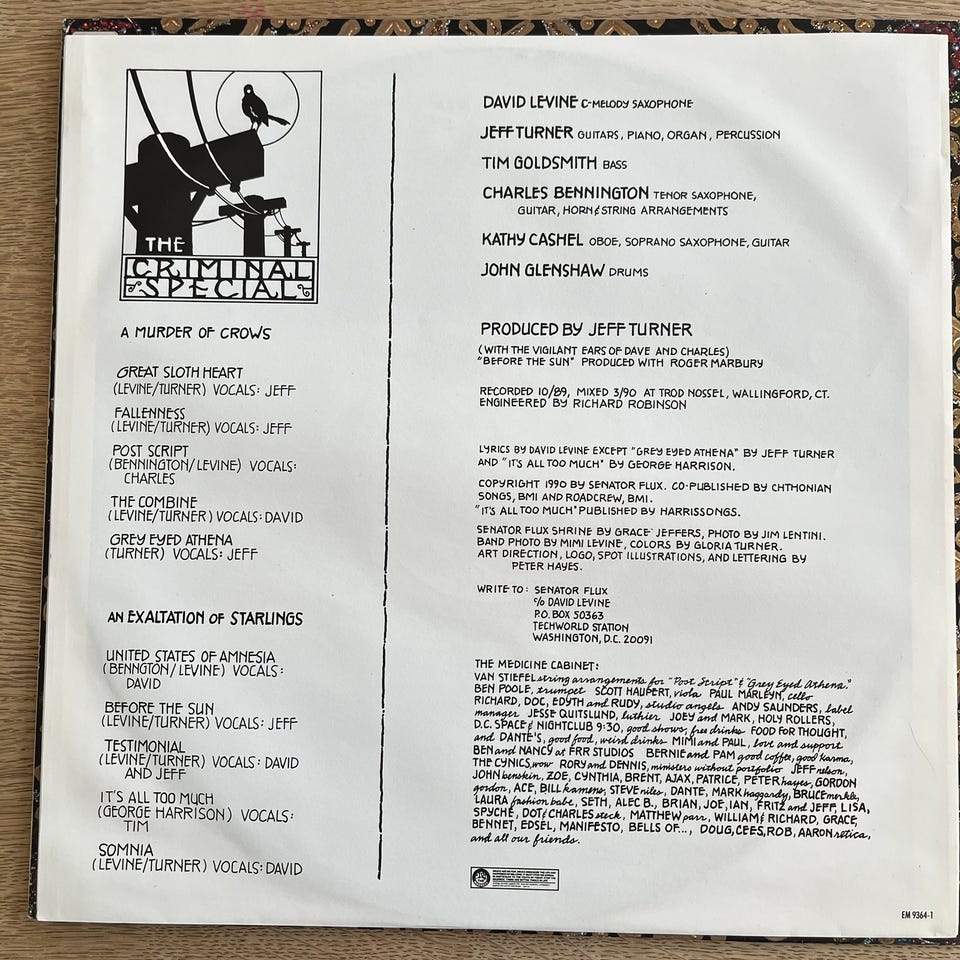 THE
CRIMINAL
SPECIAL
A MURDER OF CROWS
GREAT SLOTH HEART
(LEVINE/TURNER) VOCALS: JEFF
FALLENNESS
(LEVINE/TURNER) VOCALS: JEFF
POST SCRIPT
(BENNINGTON/LEVINE) VOCALS:
CHARLES
THE COMBINE
(LEVINE/TURNER) VOCALS: DAVID
GREY EYED ATHENA
(TURNER) VOCALS: JEFF
AN EXALTATION OF STARLINGS
UNITED STATES OF AMNESIA
(BENNGTON/LEVINE) VOCALS:
DAVID
BEFORE THE SUN
(LEVINE/TURNER) VOCALS: JEFF
TESTIMONIAL
(LEVINE/TURNER) VOCALS: DAVID
AND JEFF
IT'S ALL TOO MUCH
(GEORGE HARRISON) VOCALS:
TIM
SOMNIA
(LEVINE/TURNER) VOCALS: DAVID
DAVID LEVINE C-MELODY SAXOPHONE
JEFF TURNER GUITARS, PIANO, ORGAN, PERCUSSION
TIM GOLDSMITH BASS
CHARLES BENNINGTON TENOR SAXOPHONE,
GUITAR, HORN & STRING ARRANGEMENTS
KATHY CASHEL OBOE, SOPRANO SAXOPHONE, GUITAR
JOHN GLENSHAW DRUMS
PRODUCED BY JEFF TURNER
(WITH THE VIGILANT EARS OF DAVE AND CHARLES)
"BEFORE THE SUN" PRODUCED WITH ROGER MARBURY
RECORDED 10/89, MIXED 3/90 AT TROD NOSSEL, WALLINGFORD, CT.
ENGINEERED BY RICHARD ROBINSON
LYRICS BY DAVID LEVINE EXCEPT "GREY EYED ATHENA" BY JEFF TURNER
AND "IT'S ALL TOO MUCH" BY GEORGE HARRISON.
COPYRIGHT 1990 BY SENATOR FLUX. CO-PUBLISHED BY CHTHONIAN
SONGS, BMI AND ROADCREW, BMI.
"IT'S ALL TOO MUCH" PUBLISHED BY HARRISSONGS.
SENATOR FLUX SHRINE BY GRACE JEFFERS, PHOTO BY JIM LENTINI.
BAND PHOTO BY MIMI LEVINE, COLORS BY GLORIA TURNER.
ART DIRECTION, LOGO, SPOT ILLUSTRATIONS, AND LETTERING BY
PETER HAYES.
WRITE TO: SENATOR FLUX
c/o DAVID LEVINE
P.O. BOX 50363
TECHWORLD STATION
WASHINGTON, D.C. 20091
THE MEDICINE CABINET:
VAN STIEFEL string arrangements for "Post Script" & "Grey Eyed Athena."
BEN POOLE, trumpet SCOTT HAUPERT, viola PAUL MARLEYN, cello
RICHARD, DOC, EDYTH and RUDY, studio angels ANDY SAUNDERS, label
manager JESSE QUITSLUND, luthier JOEY and MARK, HOLY ROLLERS,
D.C. SPACE & NIGHTCLUB 9:30, good shows, free drinks FOOD FOR THOUGHT,
and DANTE'S, good food, weird drinks MIMI and PAUL, love and support
BEN and NANCY at FRR STUDIOS BERNIE and PAM good coffee, good karma,
THE CYNICS, wow RORY and DENNIS, ministers without portfolio JEFF nelson,
JOHN benskin, ZOE, CYNTHIA, BRENT, AJAX, PATRICE, PETER hayes, GORDON
gordon, ACE, BILL kamens, STEVE niles, DANTE, MARK haggardy, BRUCE merkle,
LAURA fashion babe, SETH, ALEC B., BRIAN, JOE, IAN, FRITZ and JEFF, LISA,
SPYCHE, DOT & CHARLES steck, MATTHEW parr, WILLIAM & RICHARD, GRACE,
BENNET, EDSEL, MANIFESTO, BELLS OF..., DOUG, CEES, ROB, AARON retica,
and all our friends.
EM 9364-1